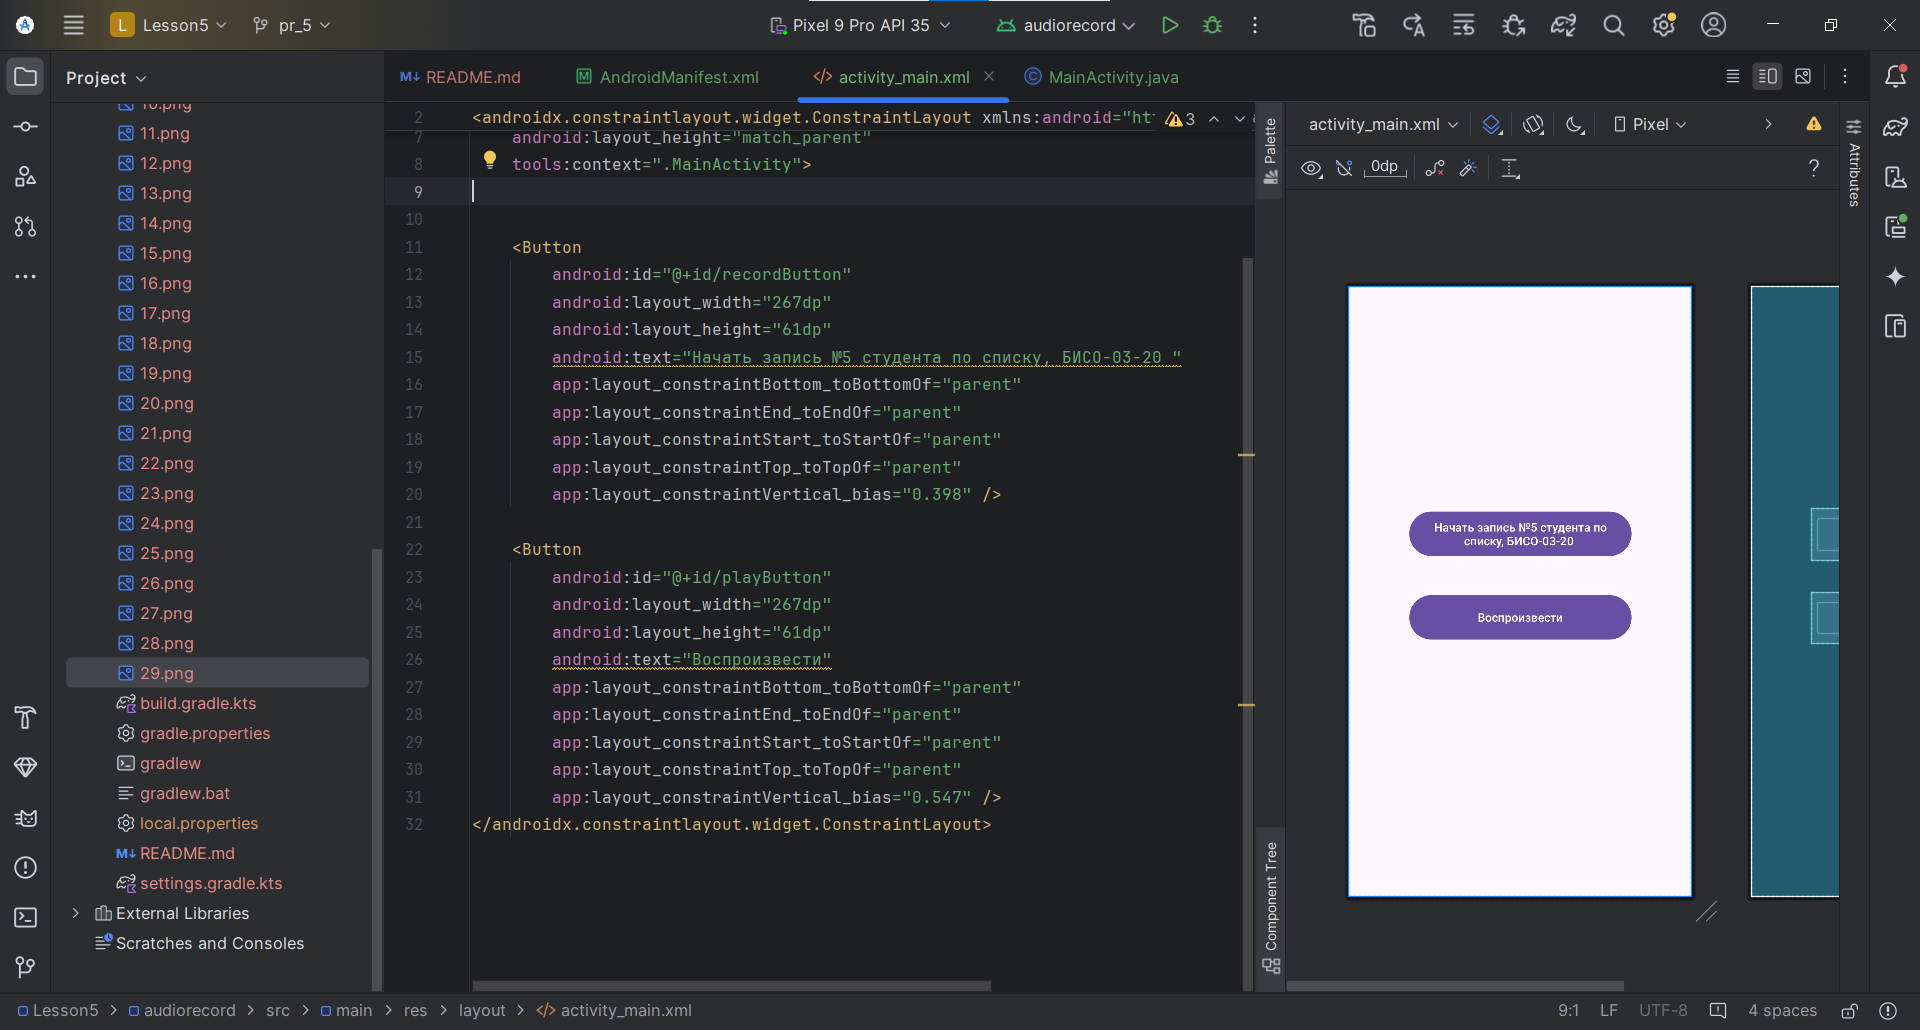 L Lesson5 pr_5 Pixel 9 Pro API 35 audiorecord
Project
README.md AndroidManifest.xml activity_main.xml MainActivity.java
10.png
11.png
12.png
13.png
14.png
15.png
16.png
17.png
18.png
19.png
20.png
21.png
22.png
23.png
24.png
25.png
26.png
27.png
28.png
29.png
build.gradle.kts
gradle.properties
gradlew
gradlew.bat
local.properties
README.md
settings.gradle.kts
External Libraries
Scratches and Consoles
2 <androidx.constraintlayout.widget.ConstraintLayout xmlns:android="htt 3
7 android:layout_height="match_parent"
8 tools:context=".MainActivity">
9
10
11 <Button
12 android:id="@+id/recordButton"
13 android:layout_width="267dp"
14 android:layout_height="61dp"
15 android:text="Начать запись №5 студента по списку, БИСО-03-20 "
16 app:layout_constraintBottom_toBottomOf="parent"
17 app:layout_constraintEnd_toEndOf="parent"
18 app:layout_constraintStart_toStartOf="parent"
19 app:layout_constraintTop_toTopOf="parent"
20 app:layout_constraintVertical_bias="0.398" />
21
22 <Button
23 android:id="@+id/playButton"
24 android:layout_width="267dp"
25 android:layout_height="61dp"
26 android:text="Воспроизвести"
27 app:layout_constraintBottom_toBottomOf="parent"
28 app:layout_constraintEnd_toEndOf="parent"
29 app:layout_constraintStart_toStartOf="parent"
30 app:layout_constraintTop_toTopOf="parent"
31 app:layout_constraintVertical_bias="0.547" />
32 </androidx.constraintlayout.widget.ConstraintLayout>
Palette
Component Tree
activity_main.xml Pixel
0dp ?
Attributes
Начать запись №5 студента по
списку, БИСО-03-20
Воспроизвести
Lesson5 > audiorecord > src > main > res > layout > activity_main.xml 9:1 LF UTF-8 4 spaces